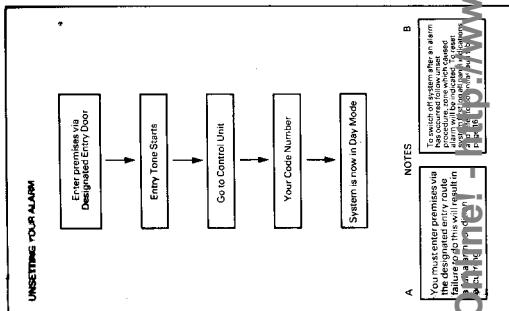 UNSETTING YOUR ALARM
Enter premises via
Designated Entry Door
Entry Tone Starts
Go to Control Unit
Your Code Number
System is now in Day Mode
NOTES
A
You must enter premises via
the designated entry route
failure to do this will result in
B
To switch off system after an alarm
has occurred follow unset
procedure, zone which caused
alarm will be indicated. To reset
Online! - http://www